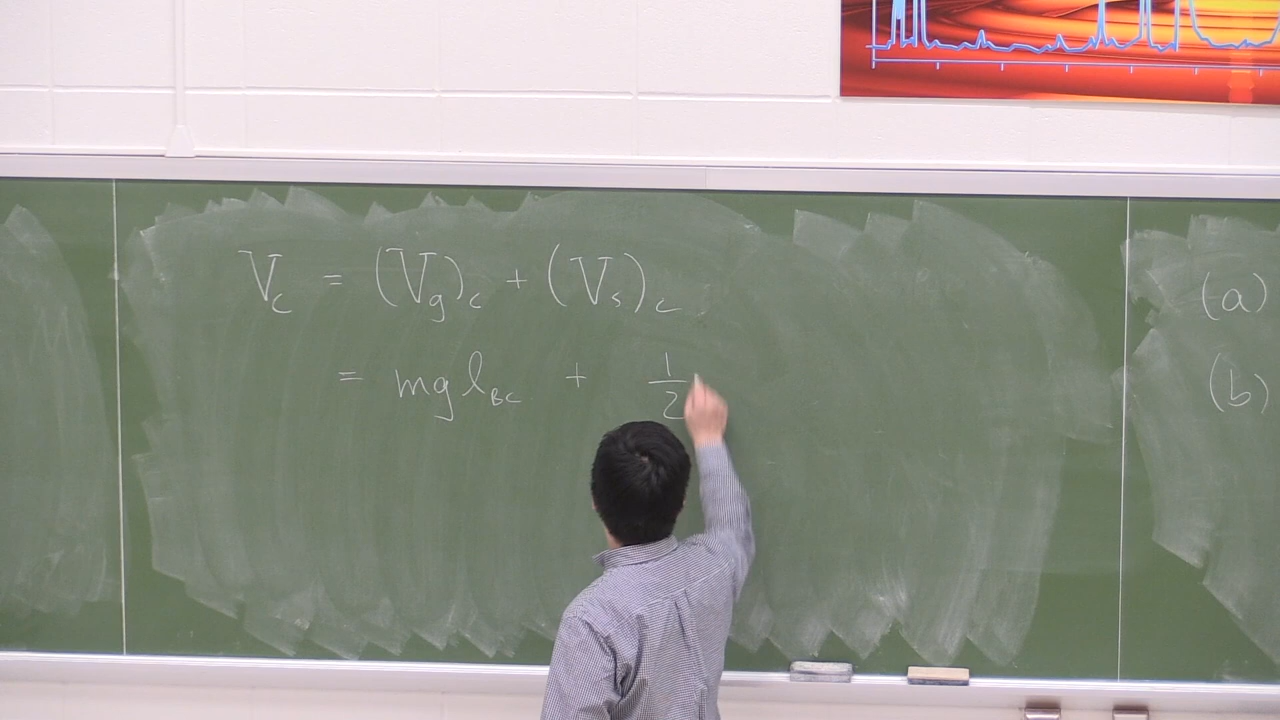 V_c = (V_g)_c + (V_s)_c
= mg l_BC + 1/2
(a)
(b)